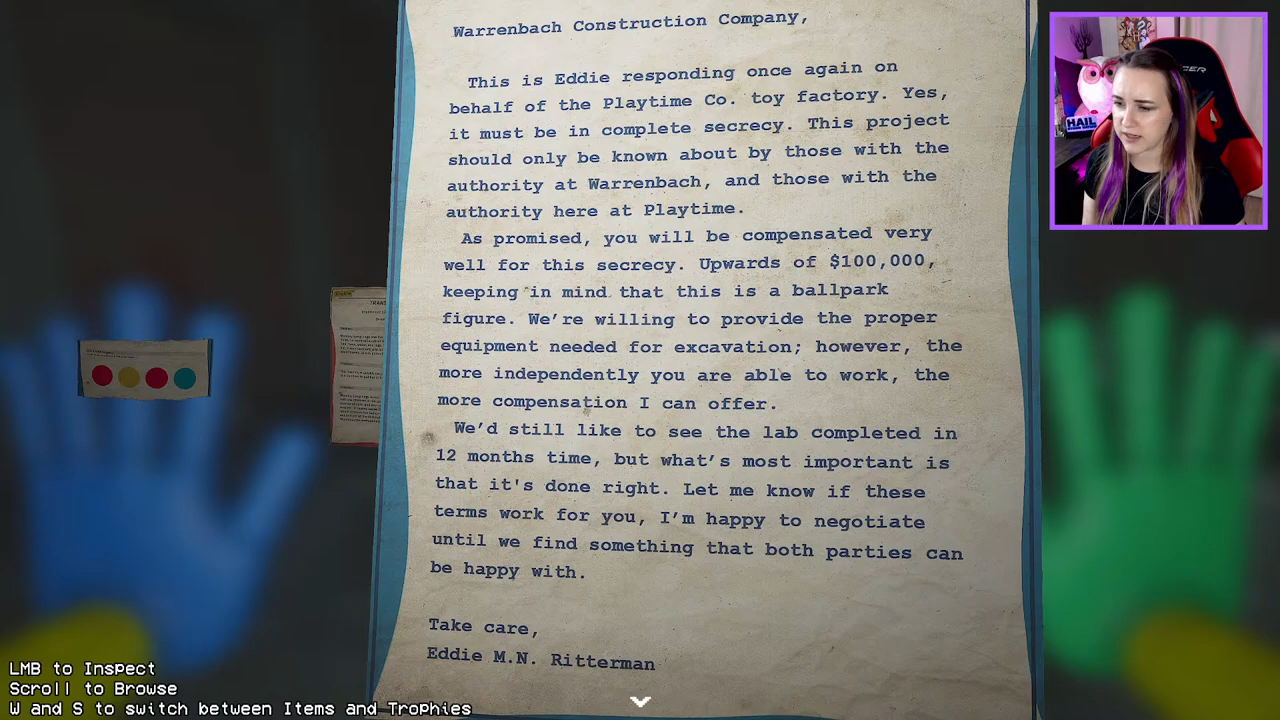 Warrenbach Construction Company,
This is Eddie responding once again on
behalf of the Playtime Co. toy factory. Yes,
it must be in complete secrecy. This project
should only be known about by those with the
authority at Warrenbach, and those with the
authority here at Playtime.
As promised, you will be compensated very
well for this secrecy. Upwards of $100,000,
keeping in mind that this is a ballpark
figure. We're willing to provide the proper
equipment needed for excavation; however, the
more independently you are able to work, the
more compensation I can offer.
We'd still like to see the lab completed in
12 months time, but what's most important is
that it's done right. Let me know if these
terms work for you, I'm happy to negotiate
until we find something that both parties can
be happy with.
Take care,
Eddie M.N. Ritterman
HAIL
LMB to Inspect
Scroll to Browse
W and S to switch between Items and Trophies